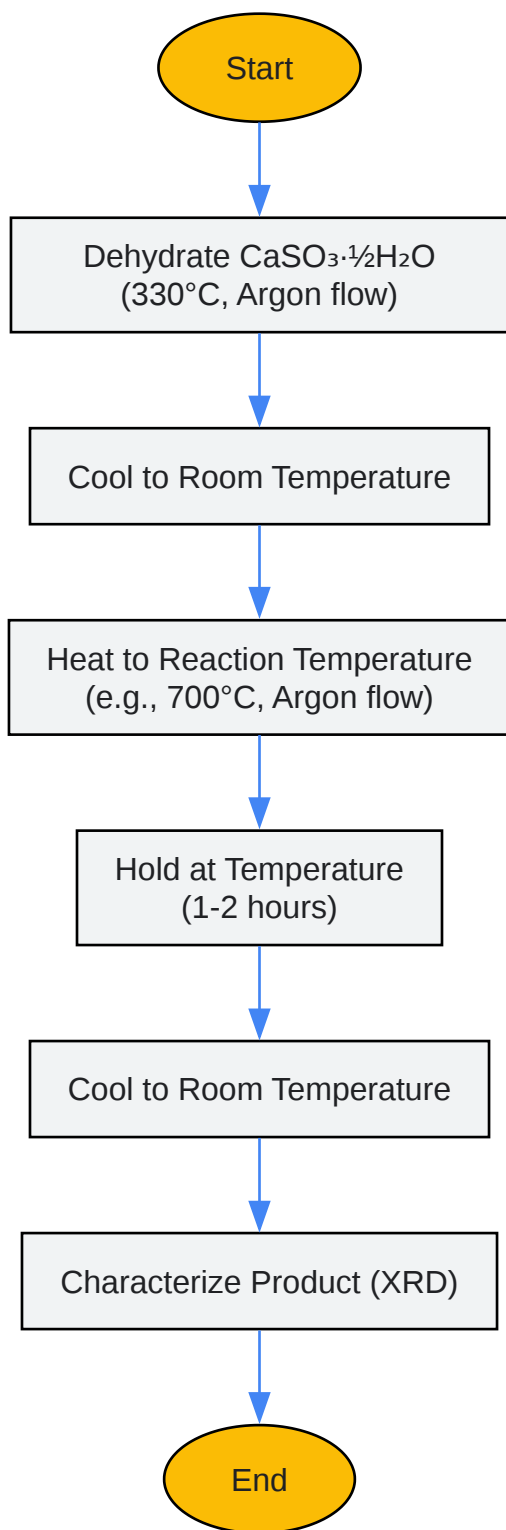 Start
Dehydrate CaSO₃·½H₂O
(330°C, Argon flow)
Cool to Room Temperature
Heat to Reaction Temperature
(e.g., 700°C, Argon flow)
Hold at Temperature
(1-2 hours)
Cool to Room Temperature
Characterize Product (XRD)
End